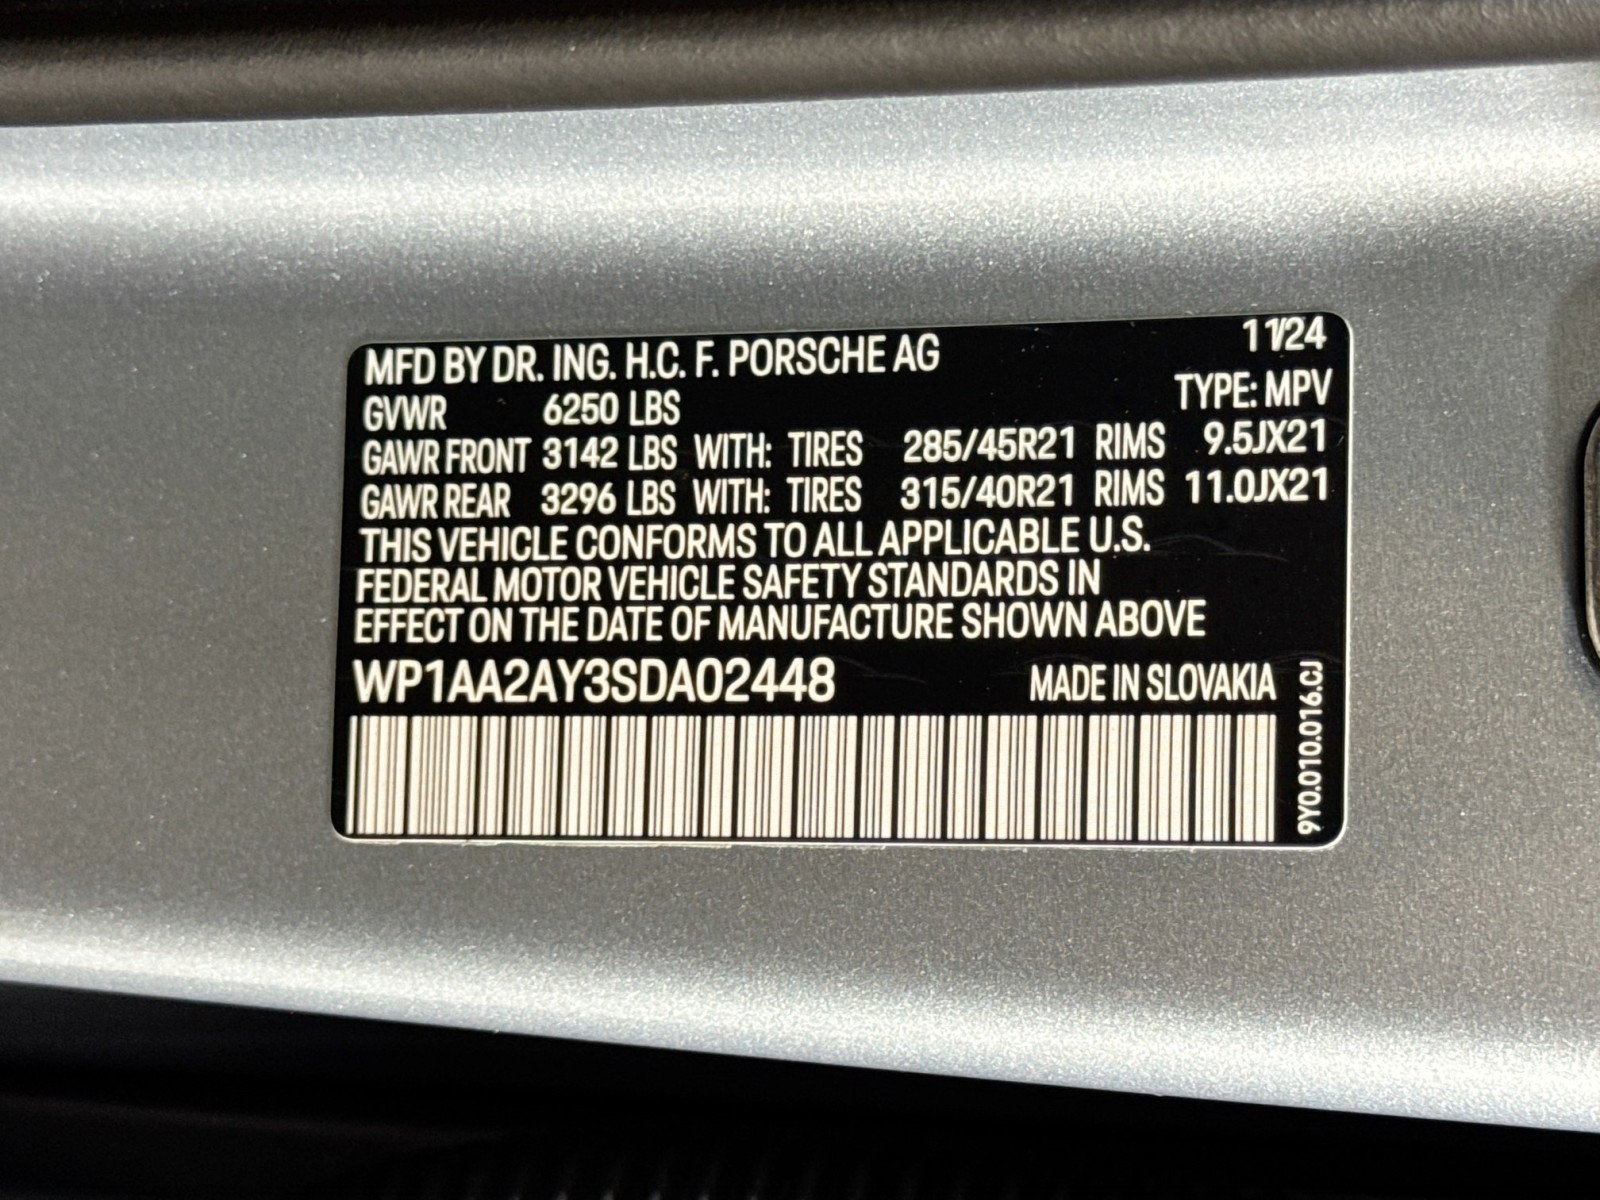 MFD BY DR. ING. H.C. F. PORSCHE AG 11/24
GVWR 6250 LBS TYPE: MPV
GAWR FRONT 3142 LBS WITH: TIRES 285/45R21 RIMS 9.5JX21
GAWR REAR 3296 LBS WITH: TIRES 315/40R21 RIMS 11.0JX21
THIS VEHICLE CONFORMS TO ALL APPLICABLE U.S.
FEDERAL MOTOR VEHICLE SAFETY STANDARDS IN
EFFECT ON THE DATE OF MANUFACTURE SHOWN ABOVE
WP1AA2AY3SDA02448 MADE IN SLOVAKIA
9Y0.010.016.CJ